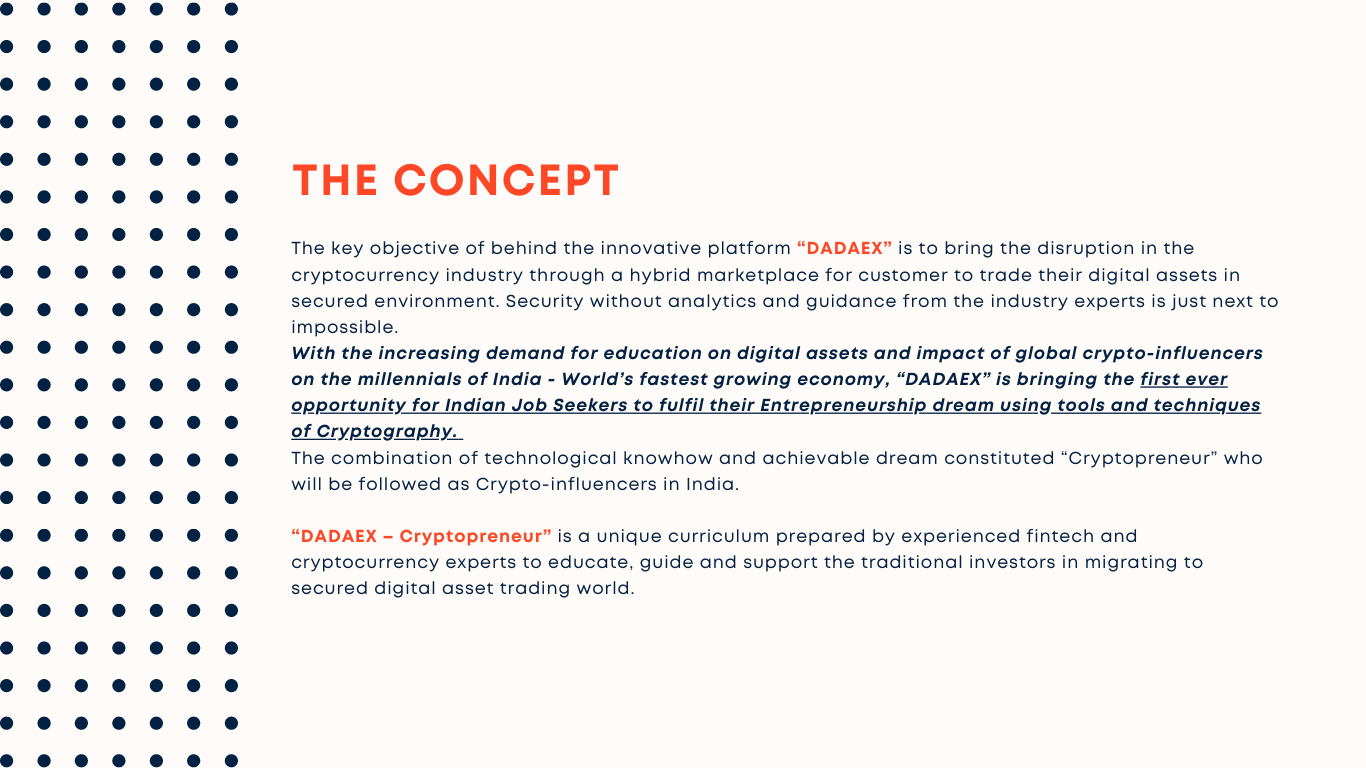 THE CONCEPT
The key objective of behind the innovative platform “DADAEX” is to bring the disruption in the
cryptocurrency industry through a hybrid marketplace for customer to trade their digital assets in
secured environment. Security without analytics and guidance from the industry experts is just next to
impossible.
With the increasing demand for education on digital assets and impact of global crypto-influencers
on the millennials of India - World’s fastest growing economy, “DADAEX” is bringing the first ever
opportunity for Indian Job Seekers to fulfil their Entrepreneurship dream using tools and techniques
of Cryptography.
The combination of technological knowhow and achievable dream constituted “Cryptopreneur” who
will be followed as Crypto-influencers in India.
“DADAEX – Cryptopreneur” is a unique curriculum prepared by experienced fintech and
cryptocurrency experts to educate, guide and support the traditional investors in migrating to
secured digital asset trading world.